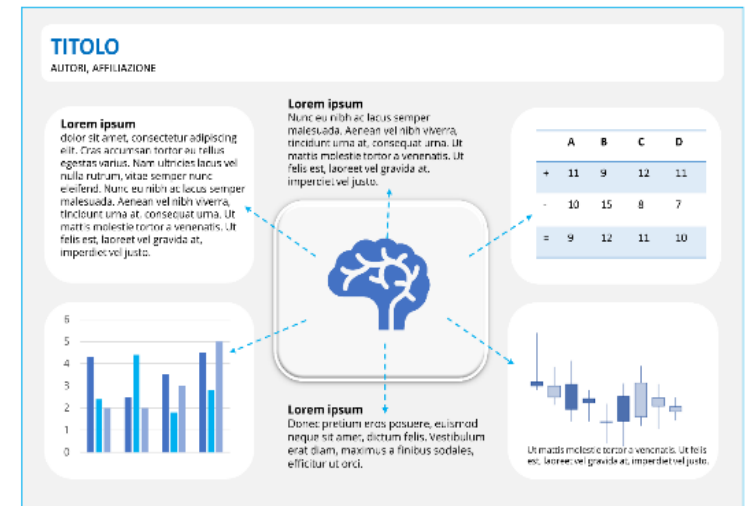 TITOLO
AUTORI, AFFILIAZIONE
Lorem ipsum
dolor sit amet, consectetur adipiscing
elit. Cras accumsan tortor eu tellus
egestas varius. Nam ultricies lacus vel
nulla rutrum, vitae semper nunc
eleifend. Nunc eu nibh ac lacus semper
malesuada. Aenean vel nibh viverra,
tincidunt urna at, consequat urna. Ut
mattis molestie tortor a venenatis. Ut
felis est, laoreet vel gravida at,
imperdiet vel justo.
Lorem ipsum
Nunc eu nibh ac lacus semper
malesuada. Aenean vel nibh viverra,
tincidunt urna at, consequat urna. Ut
mattis molestie tortor a venenatis. Ut
felis est, laoreet vel gravida at,
imperdiet vel justo.
A B C D
+ 11 9 12 11
- 10 15 8 7
= 9 12 11 10
6
5
4
3
2
1
0
Lorem ipsum
Donec pretium eros posuere, euismod
neque sit amet, dictum felis. Vestibulum
erat diam, maximus a finibus sodales,
efficitur ut orci.
Ut mattis molestie tortor a venenatis. Ut felis
est, laoreet vel gravida at, imperdiet vel justo.